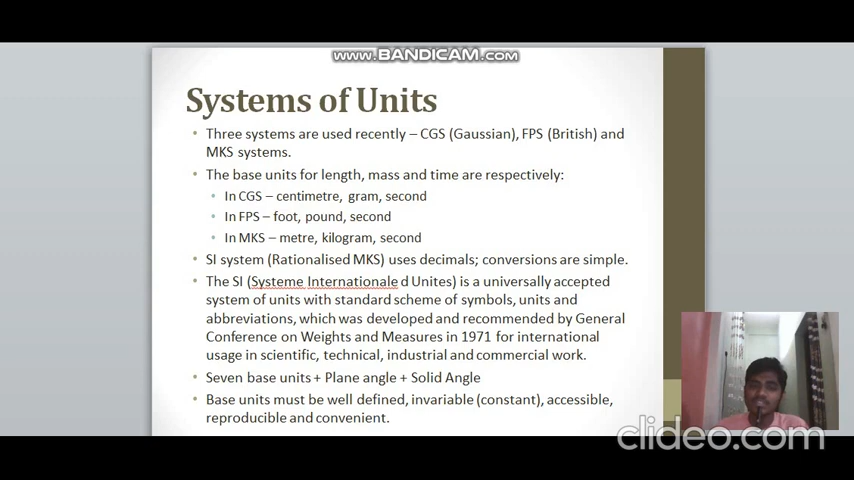 www.BANDICAM.com
Systems of Units
• Three systems are used recently – CGS (Gaussian), FPS (British) and
MKS systems.
• The base units for length, mass and time are respectively:
• In CGS – centimetre, gram, second
• In FPS – foot, pound, second
• In MKS – metre, kilogram, second
• SI system (Rationalised MKS) uses decimals; conversions are simple.
• The SI (Systeme Internationale d Unites) is a universally accepted
system of units with standard scheme of symbols, units and
abbreviations, which was developed and recommended by General
Conference on Weights and Measures in 1971 for international
usage in scientific, technical, industrial and commercial work.
• Seven base units + Plane angle + Solid Angle
• Base units must be well defined, invariable (constant), accessible,
reproducible and convenient.
clideo.com